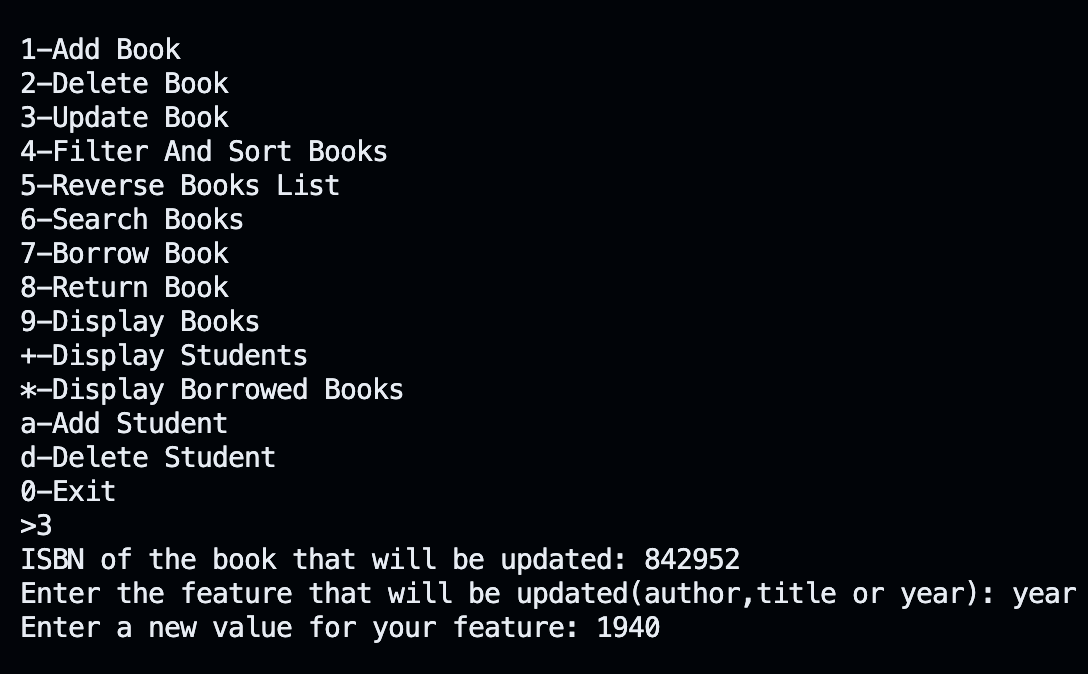 1-Add Book
2-Delete Book
3-Update Book
4-Filter And Sort Books
5-Reverse Books List
6-Search Books
7-Borrow Book
8-Return Book
9-Display Books
+-Display Students
*-Display Borrowed Books
a-Add Student
d-Delete Student
0-Exit
>3
ISBN of the book that will be updated: 842952
Enter the feature that will be updated(author,title or year): year
Enter a new value for your feature: 1940